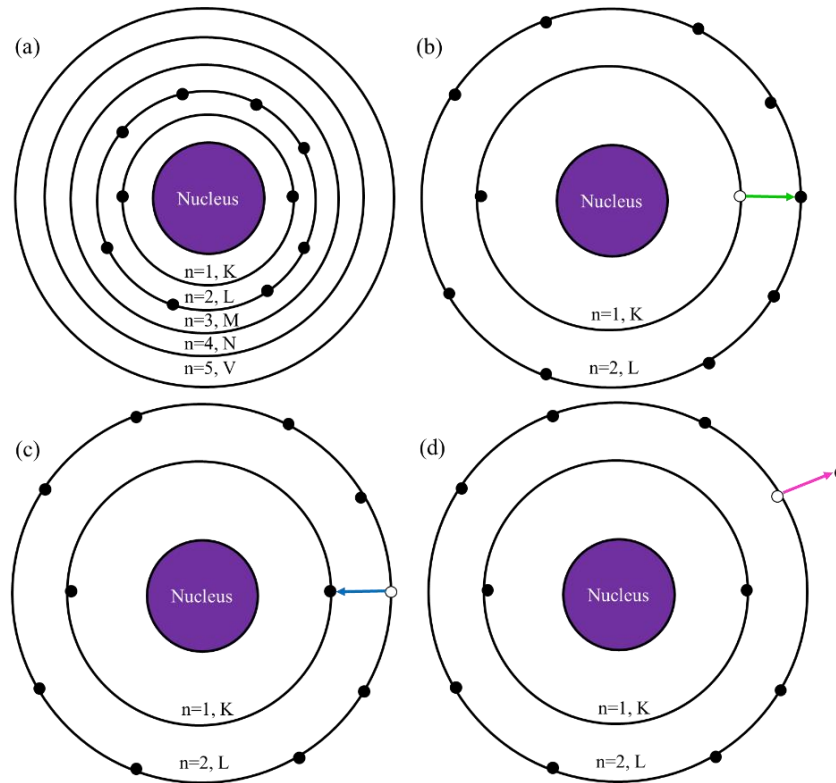 (a)
Nucleus
n=1, K
n=2, L
n=3, M
n=4, N
n=5, V
(b)
Nucleus
n=1, K
n=2, L
(c)
Nucleus
n=1, K
n=2, L
(d)
Nucleus
n=1, K
n=2, L